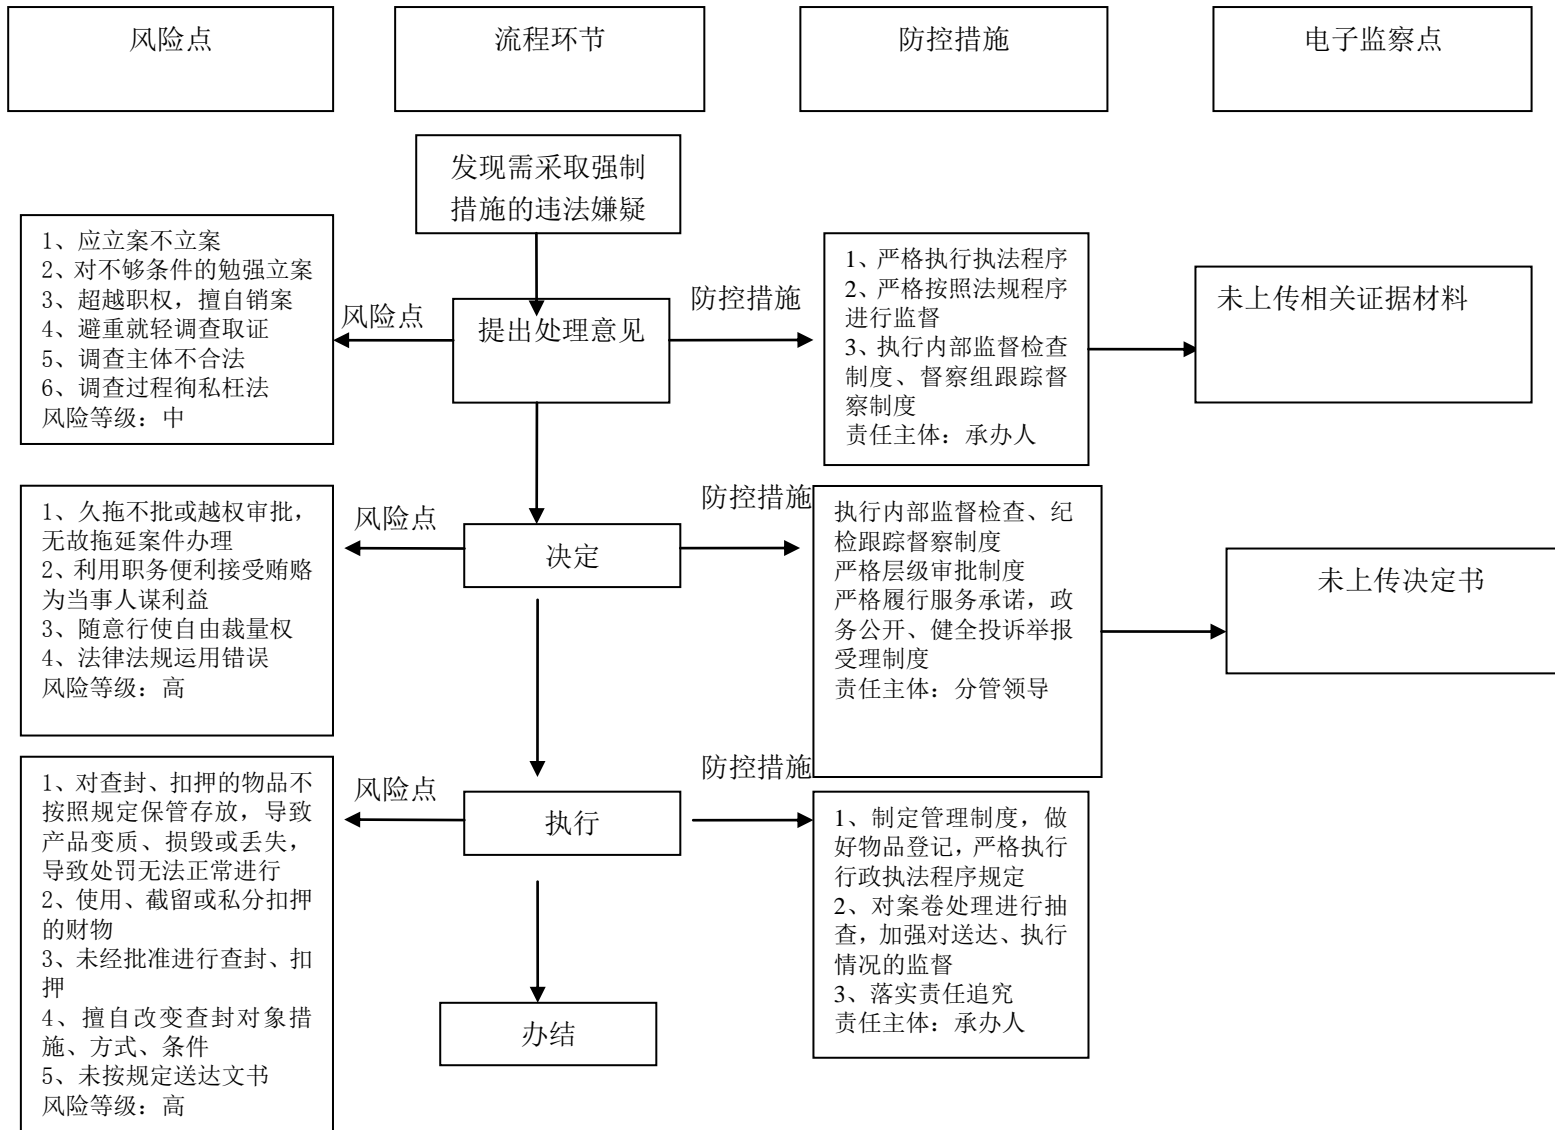 风险点
流程环节
防控措施
电子监察点
发现需采取强制
措施的违法嫌疑
1、应立案不立案
2、对不够条件的勉强立案
3、超越职权，擅自销案
4、避重就轻调查取证
5、调查主体不合法
6、调查过程徇私枉法
风险等级：中
风险点
提出处理意见
防控措施
1、严格执行执法程序
2、严格按照法规程序
进行监督
3、执行内部监督检查
制度、督察组跟踪督
察制度
责任主体：承办人
未上传相关证据材料
1、久拖不批或越权审批，
无故拖延案件办理
2、利用职务便利接受贿赂
为当事人谋利益
3、随意行使自由裁量权
4、法律法规运用错误
风险等级：高
风险点
决定
防控措施
执行内部监督检查、纪
检跟踪督察制度
严格层级审批制度
严格履行服务承诺，政
务公开、健全投诉举报
受理制度
责任主体：分管领导
未上传决定书
1、对查封、扣押的物品不
按照规定保管存放，导致
产品变质、损毁或丢失，
导致处罚无法正常进行
2、使用、截留或私分扣押
的财物
3、未经批准进行查封、扣
押
4、擅自改变查封对象措
施、方式、条件
5、未按规定送达文书
风险等级：高
风险点
执行
防控措施
1、制定管理制度，做
好物品登记，严格执行
行政执法程序规定
2、对案卷处理进行抽
查，加强对送达、执行
情况的监督
3、落实责任追究
责任主体：承办人
办结